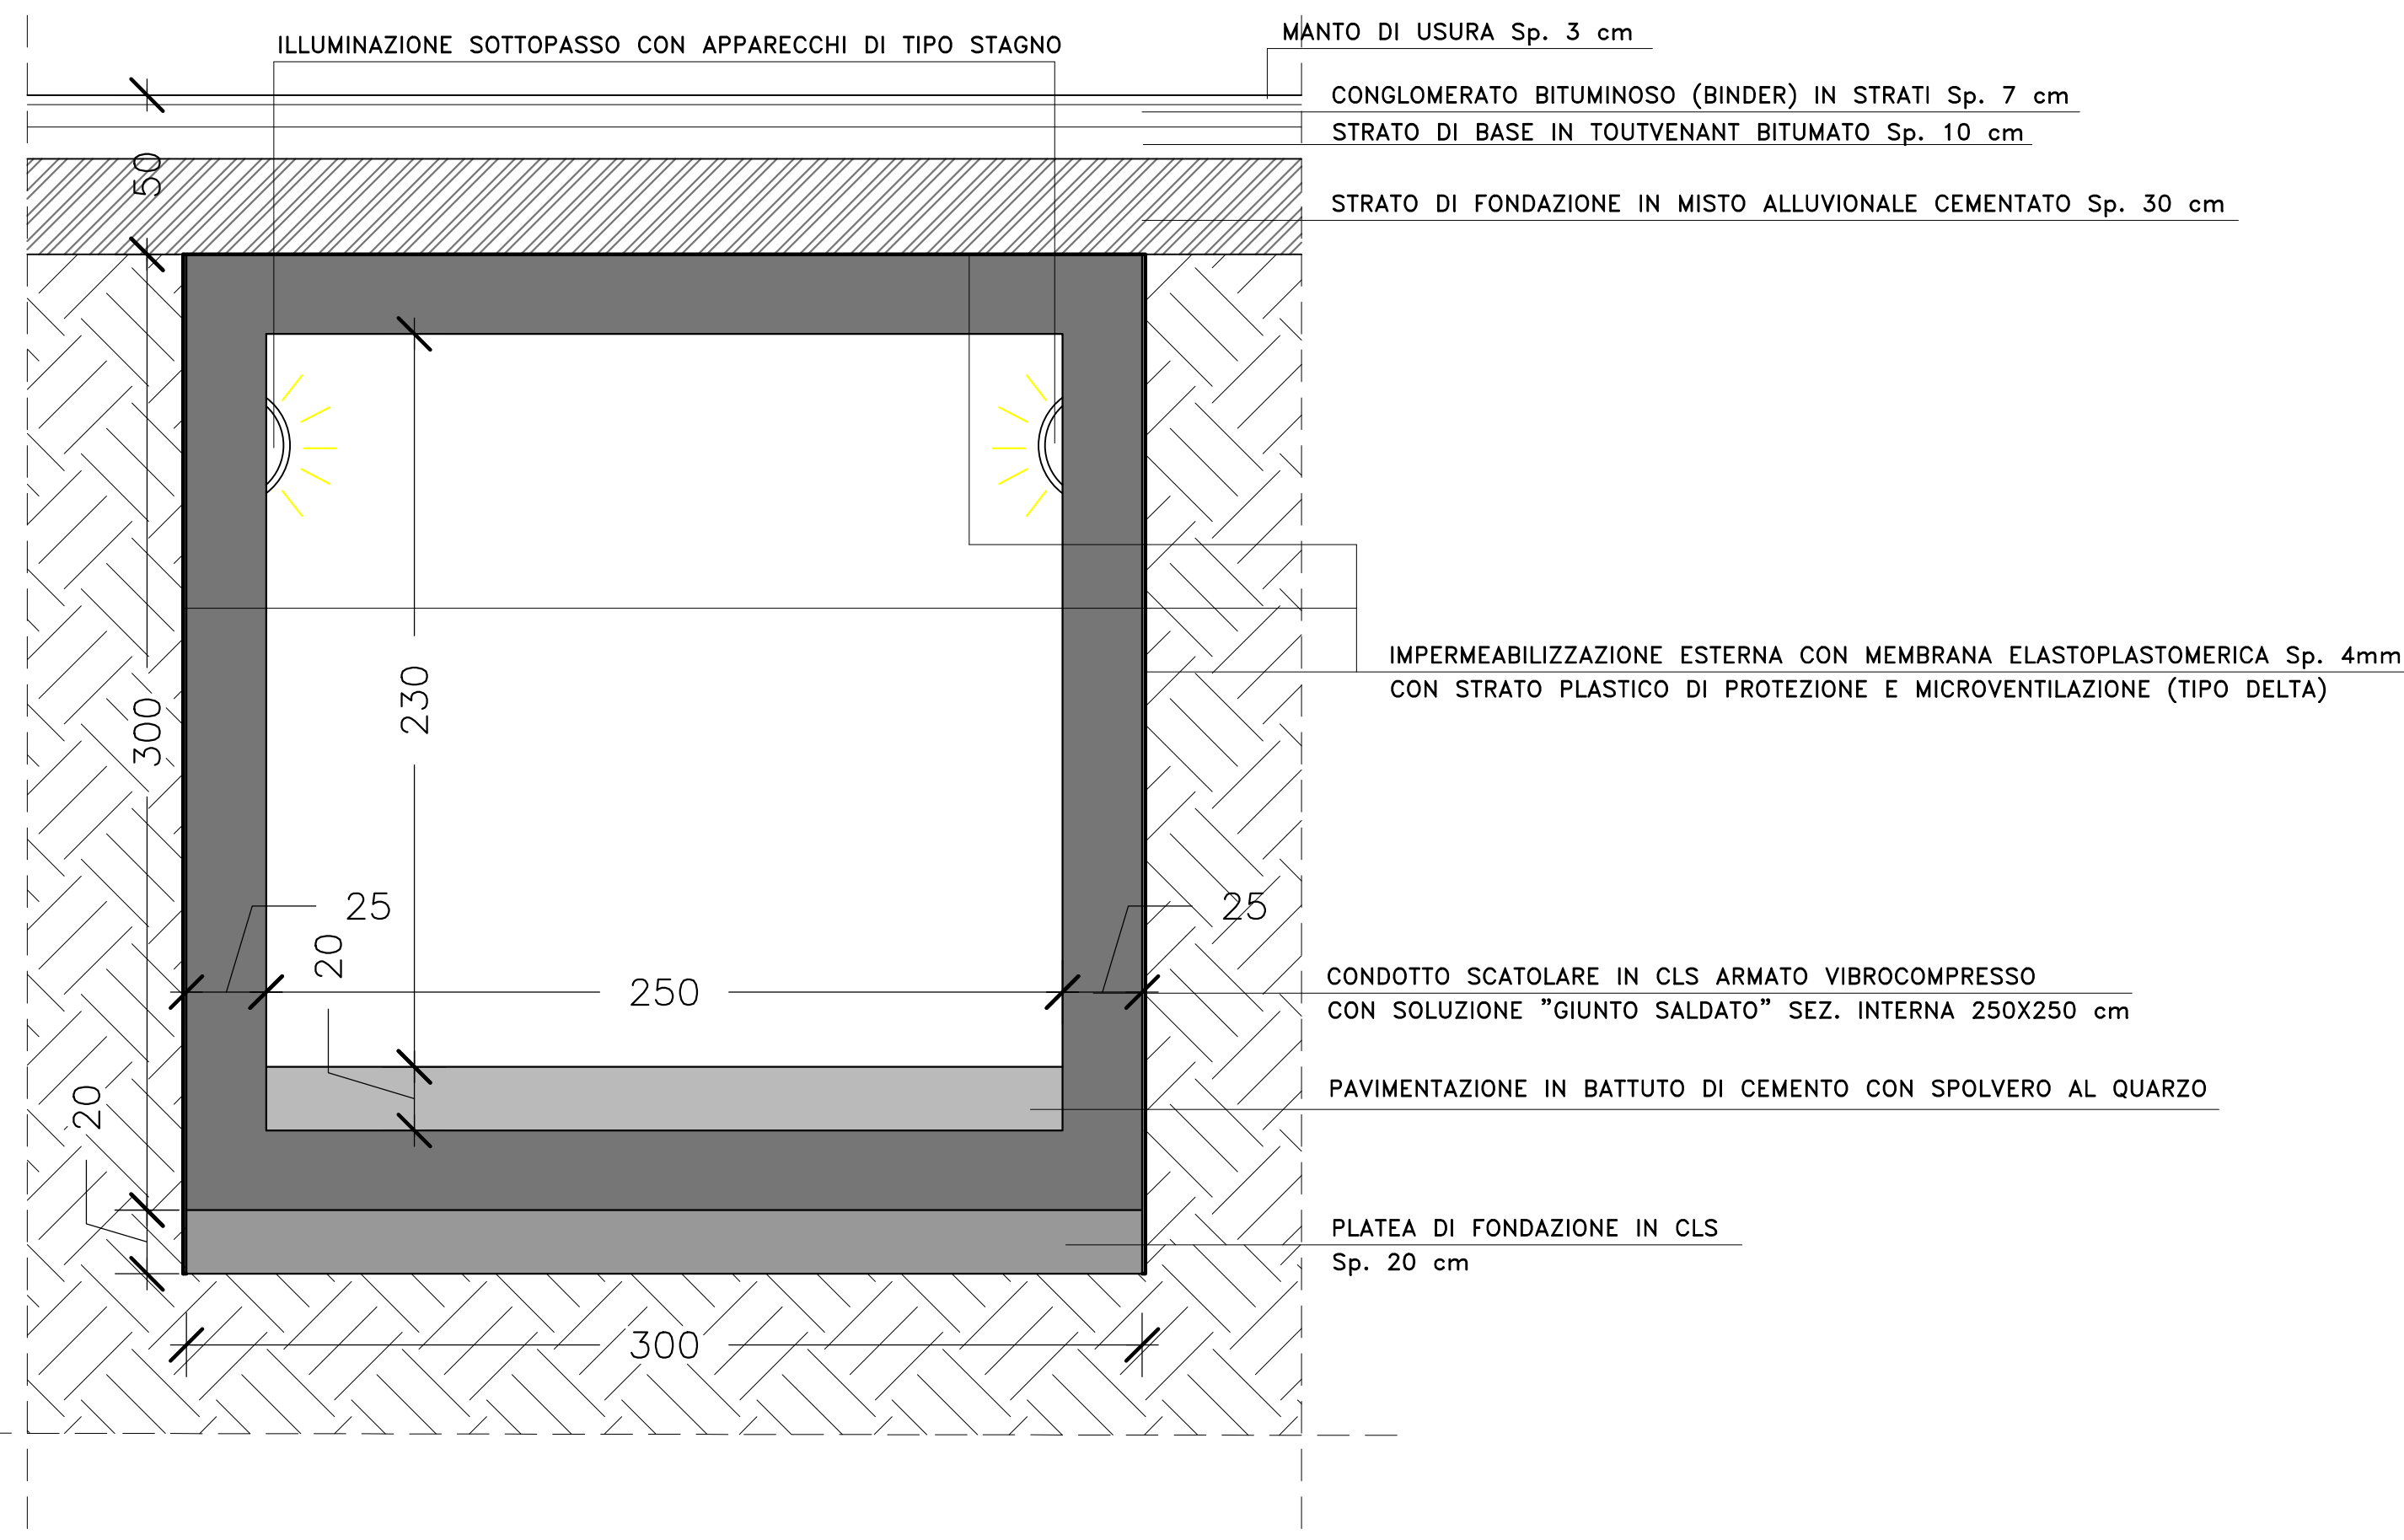 ILLUMINAZIONE SOTTOPASSO CON APPARECCHI DI TIPO STAGNO
MANTO DI USURA Sp. 3 cm
CONGLOMERATO BITUMINOSO (BINDER) IN STRATI Sp. 7 cm
STRATO DI BASE IN TOUTVENANT BITUMATO Sp. 10 cm
50
STRATO DI FONDAZIONE IN MISTO ALLUVIONALE CEMENTATO Sp. 30 cm
IMPERMEABILIZZAZIONE ESTERNA CON MEMBRANA ELASTOPLASTOMERICA Sp. 4mm
CON STRATO PLASTICO DI PROTEZIONE E MICROVENTILAZIONE (TIPO DELTA)
230
300
25
25
20
250
CONDOTTO SCATOLARE IN CLS ARMATO VIBROCOMPRESSO
CON SOLUZIONE "GIUNTO SALDATO" SEZ. INTERNA 250X250 cm
PAVIMENTAZIONE IN BATTUTO DI CEMENTO CON SPOLVERO AL QUARZO
20
PLATEA DI FONDAZIONE IN CLS
Sp. 20 cm
300